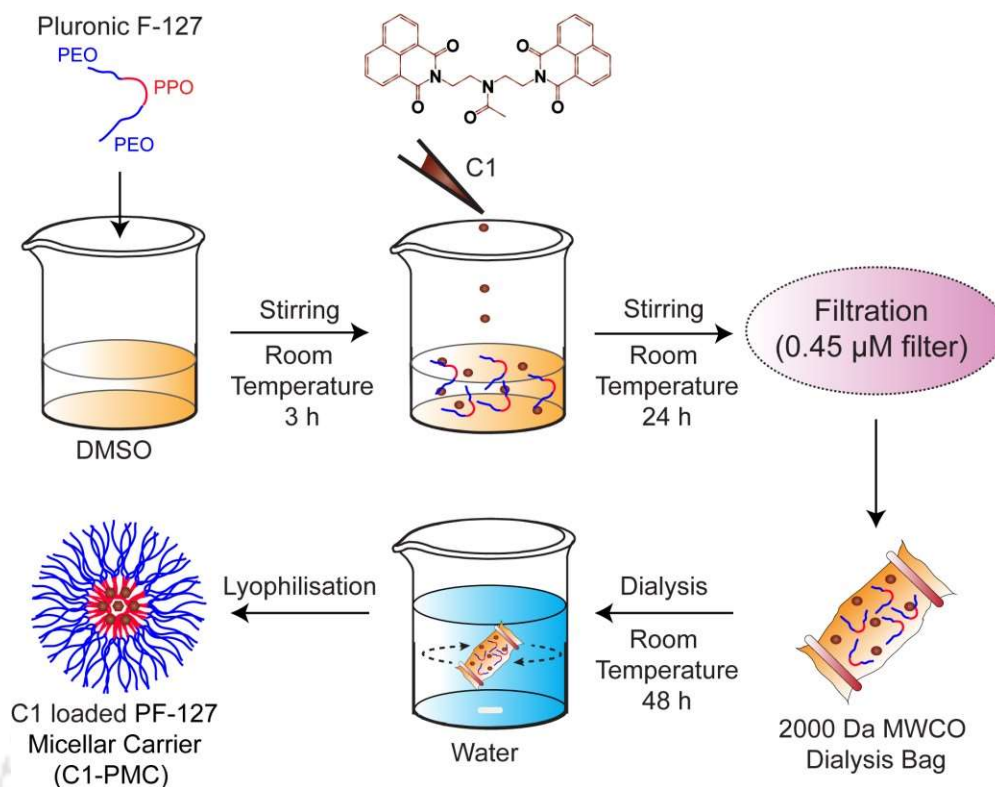 Pluronic F-127
PEO
PPO
PEO
O
O
N
N
N
O
O
O
C1
DMSO
Stirring
Room
Temperature
3 h
Stirring
Room
Temperature
24 h
Filtration
(0.45 µM filter)
2000 Da MWCO
Dialysis Bag
Dialysis
Room
Temperature
48 h
Water
Lyophilisation
C1 loaded PF-127
Micellar Carrier
(C1-PMC)